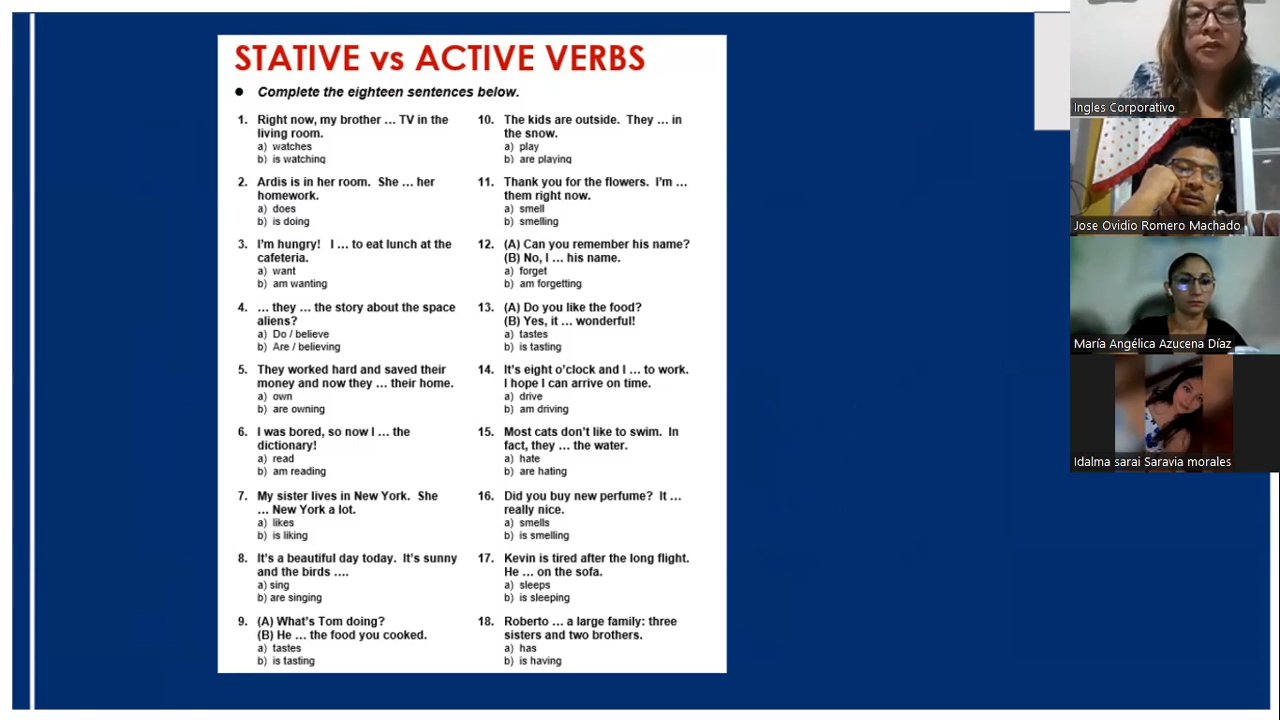 STATIVE vs ACTIVE VERBS
● Complete the eighteen sentences below.
1. Right now, my brother … TV in the
living room.
a) watches
b) is watching
2. Ardis is in her room. She … her
homework.
a) does
b) is doing
3. I'm hungry! I … to eat lunch at the
cafeteria.
a) want
b) am wanting
4. … they … the story about the space
aliens?
a) Do / believe
b) Are / believing
5. They worked hard and saved their
money and now they … their home.
a) own
b) are owning
6. I was bored, so now I … the
dictionary!
a) read
b) am reading
7. My sister lives in New York. She
… New York a lot.
a) likes
b) is liking
8. It's a beautiful day today. It's sunny
and the birds ….
a) sing
b) are singing
9. (A) What's Tom doing?
(B) He … the food you cooked.
a) tastes
b) is tasting
10. The kids are outside. They … in
the snow.
a) play
b) are playing
11. Thank you for the flowers. I'm …
them right now.
a) smell
b) smelling
12. (A) Can you remember his name?
(B) No, I … his name.
a) forget
b) am forgetting
13. (A) Do you like the food?
(B) Yes, it … wonderful!
a) tastes
b) is tasting
14. It's eight o'clock and I … to work.
I hope I can arrive on time.
a) drive
b) am driving
15. Most cats don't like to swim. In
fact, they … the water.
a) hate
b) are hating
16. Did you buy new perfume? It …
really nice.
a) smells
b) is smelling
17. Kevin is tired after the long flight.
He … on the sofa.
a) sleeps
b) is sleeping
18. Roberto … a large family: three
sisters and two brothers.
a) has
b) is having
Ingles Corporativo
Jose Ovidio Romero Machado
María Angélica Azucena Díaz
Idalma sarai Saravia morales